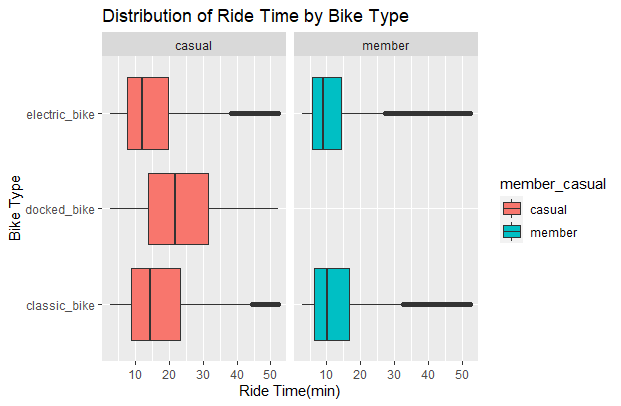 Distribution of Ride Time by Bike Type
casual
member
electric_bike
docked_bike
classic_bike
Bike Type
10 20 30 40 50
10 20 30 40 50
Ride Time(min)
member_casual
casual
member